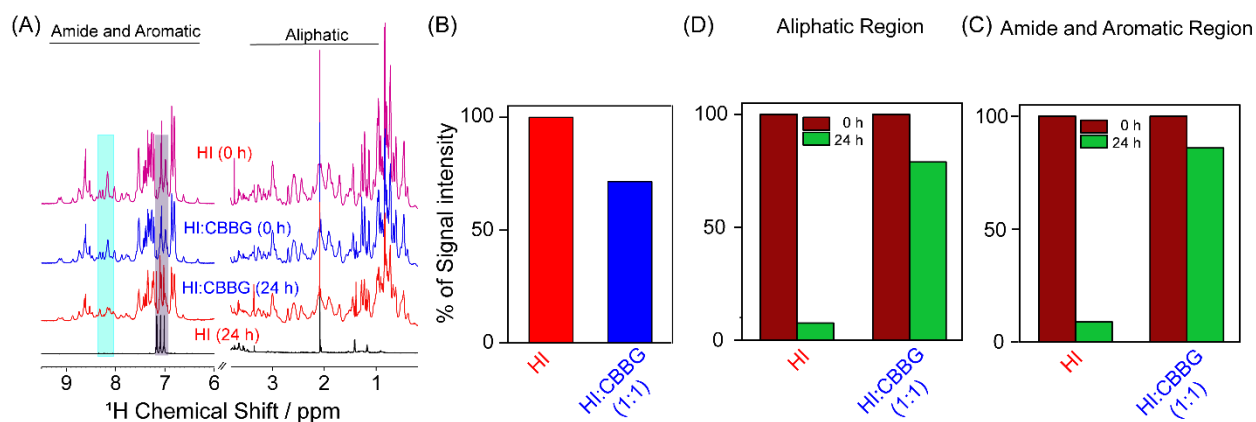 (A)
Amide and Aromatic
Aliphatic
HI (0 h)
HI:CBBG (0 h)
HI:CBBG (24 h)
HI (24 h)
9.5 9 8 7 6 3 2 1
¹H Chemical Shift / ppm
(B)
% of Signal intensity
100
50
0
HI
HI:CBBG
(1:1)
(D)
Aliphatic Region
100
50
0
0 h
24 h
HI
HI:CBBG
(1:1)
(C)
Amide and Aromatic Region
100
50
0
0 h
24 h
HI
HI:CBBG
(1:1)